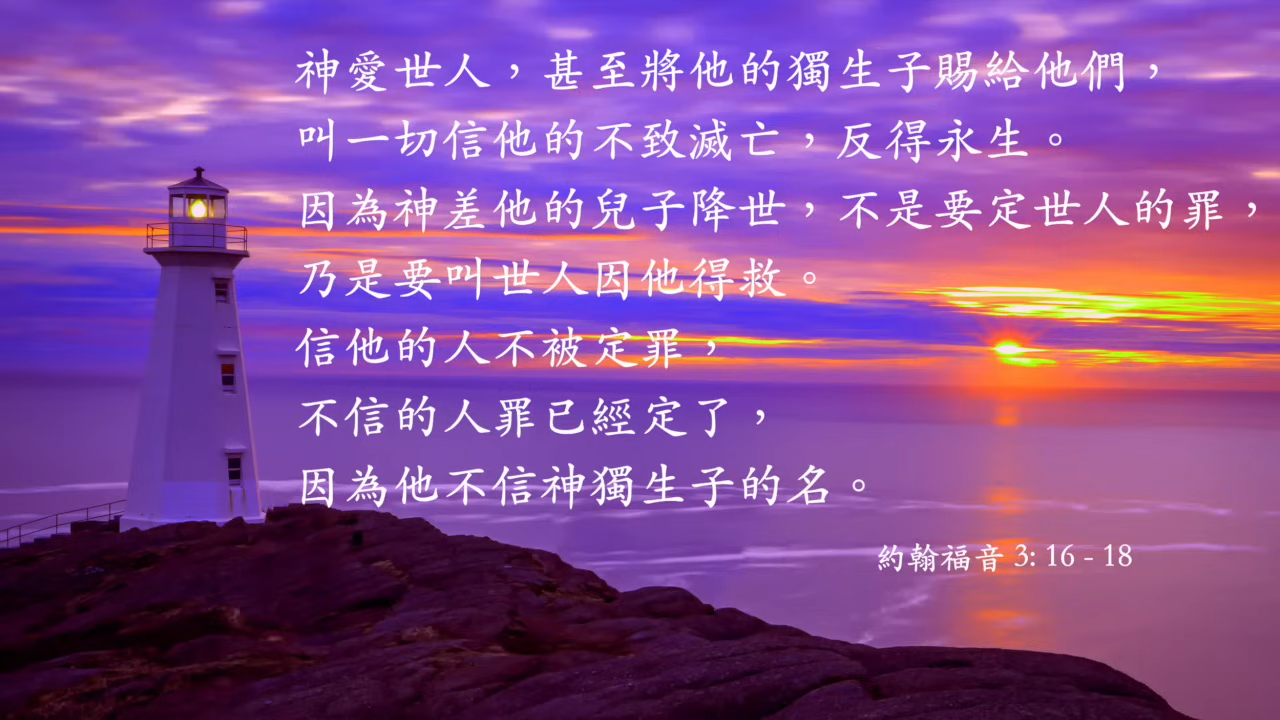 神愛世人，甚至將他的獨生子賜給他們，
叫一切信他的不致滅亡，反得永生。
因為神差他的兒子降世，不是要定世人的罪，
乃是要叫世人因他得救。
信他的人不被定罪，
不信的人罪已經定了，
因為他不信神獨生子的名。
約翰福音 3: 16 - 18